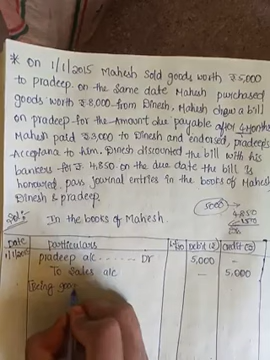 * On 1/1/2015 Mahesh Sold goods worth ₹ 5,000
to pradeep. on the same date Mahesh purchased
goods worth ₹ 8,000 from Dinesh. Mahesh drew a bill
on pradeep for the amount due payable after 4 Months
Mahesh paid ₹ 3,000 to Dinesh and endorsed, pradeep's
Acceptance to him. Dinesh discounted the bill with his
bankers for ₹ 4,850 on the due date the bill is
honoured. pass journal entries in the books of Mahesh
Dinesh & pradeep.
5000
4,850
Sol:- In the books of Mahesh.
Date particulars Debit (₹) credit (₹)
pradeep a/c ...... Dr 5,000 -
To Sales a/c - 5,000
[Being goo